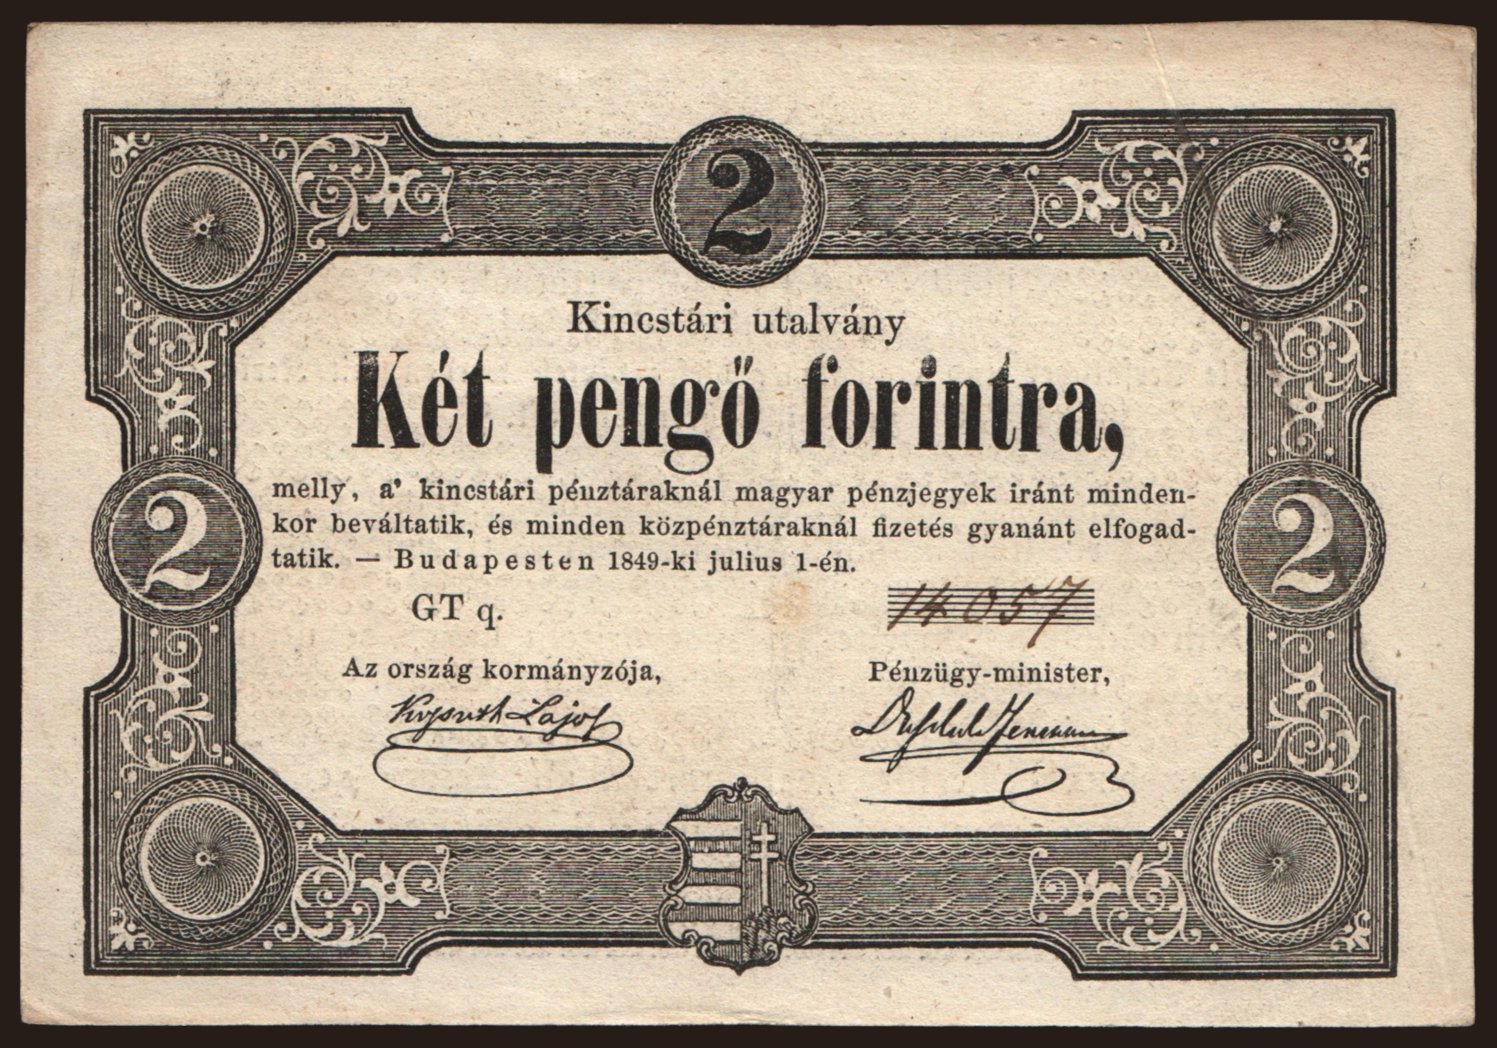 2
Kincstári utalvány
Két pengő forintra,
melly, a' kincstári pénztáraknál magyar pénzjegyek iránt minden-
kor beváltatik, és minden közpénztáraknál fizetés gyanánt elfogad-
tatik. — Budapesten 1849-ki julius 1-én.
2
2
GT q.
14057
Az ország kormányzója,
Pénzügy-minister,
Kossuth Lajos